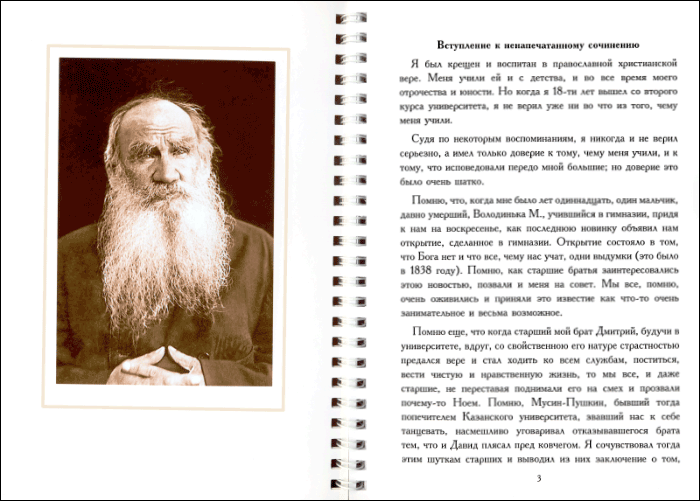 Вступление к ненапечатанному сочинению
Я был крещен и воспитан в православной христианской
вере. Меня учили ей и с детства, и во все время моего
отрочества и юности. Но когда я 18-ти лет вышел со второго
курса университета, я не верил уже ни во что из того, чему
меня учили.
Судя по некоторым воспоминаниям, я никогда и не верил
серьезно, а имел только доверие к тому, чему меня учили, и к
тому, что исповедовали передо мной большие; но доверие это
было очень шатко.
Помню, что, когда мне было лет одиннадцать, один мальчик,
давно умерший, Володинька М., учившийся в гимназии, придя
к нам на воскресенье, как последнюю новинку объявил нам
открытие, сделанное в гимназии. Открытие состояло в том,
что Бога нет и что все, чему нас учат, одни выдумки (это было
в 1838 году). Помню, как старшие братья заинтересовались
этою новостью, позвали и меня на совет. Мы все, помню,
очень оживились и приняли это известие как что-то очень
занимательное и весьма возможное.
Помню еще, что когда старший мой брат Дмитрий, будучи в
университете, вдруг, со свойственною его натуре страстностью
предался вере и стал ходить ко всем службам, поститься,
вести чистую и нравственную жизнь, то мы все, и даже
старшие, не переставая поднимали его на смех и прозвали
почему-то Ноем. Помню, Мусин-Пушкин, бывший тогда
попечителем Казанского университета, звавший нас к себе
танцевать, насмешливо уговаривал отказывавшегося брата
тем, что и Давид плясал пред ковчегом. Я сочувствовал тогда
этим шуткам старших и выводил из них заключение о том,
3